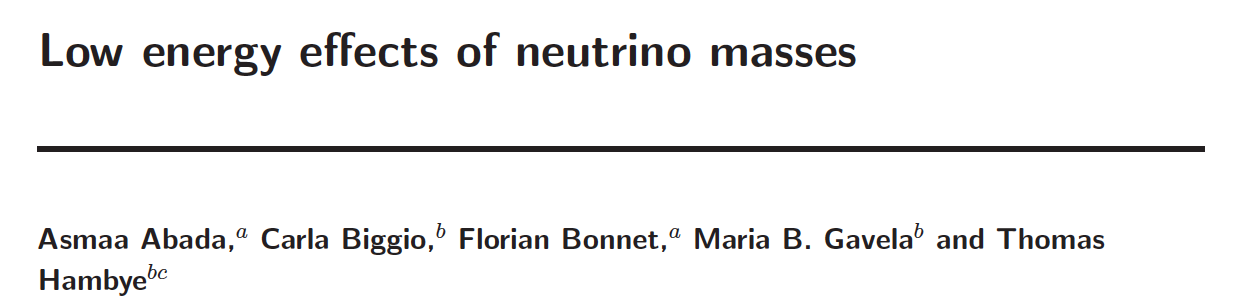 Low energy effects of neutrino masses
Asmaa Abada,a Carla Biggio,b Florian Bonnet,a Maria B. Gavelab and Thomas
Hambyebc